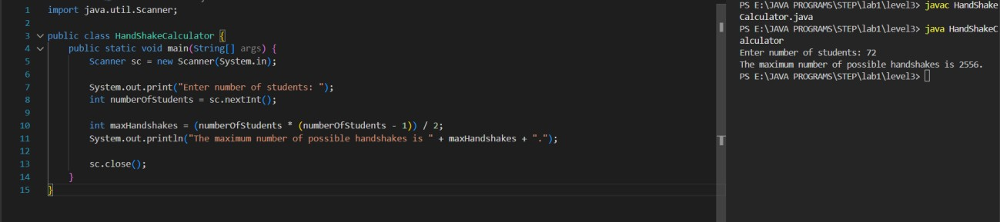 import java.util.Scanner;
public class HandShakeCalculator {
public static void main(String[] args) {
Scanner sc = new Scanner(System.in);
System.out.print("Enter number of students: ");
int numberOfStudents = sc.nextInt();
int maxHandshakes = (numberOfStudents * (numberOfStudents - 1)) / 2;
System.out.println("The maximum number of possible handshakes is " + maxHandshakes + ".");
sc.close();
}
}
1
2
3
4
5
6
7
8
9
10
11
12
13
14
15
PS E:\JAVA PROGRAMS\STEP\lab1\level3> javac HandShake
Calculator.java
PS E:\JAVA PROGRAMS\STEP\lab1\level3> java HandShakeC
alculator
Enter number of students: 72
The maximum number of possible handshakes is 2556.
PS E:\JAVA PROGRAMS\STEP\lab1\level3>